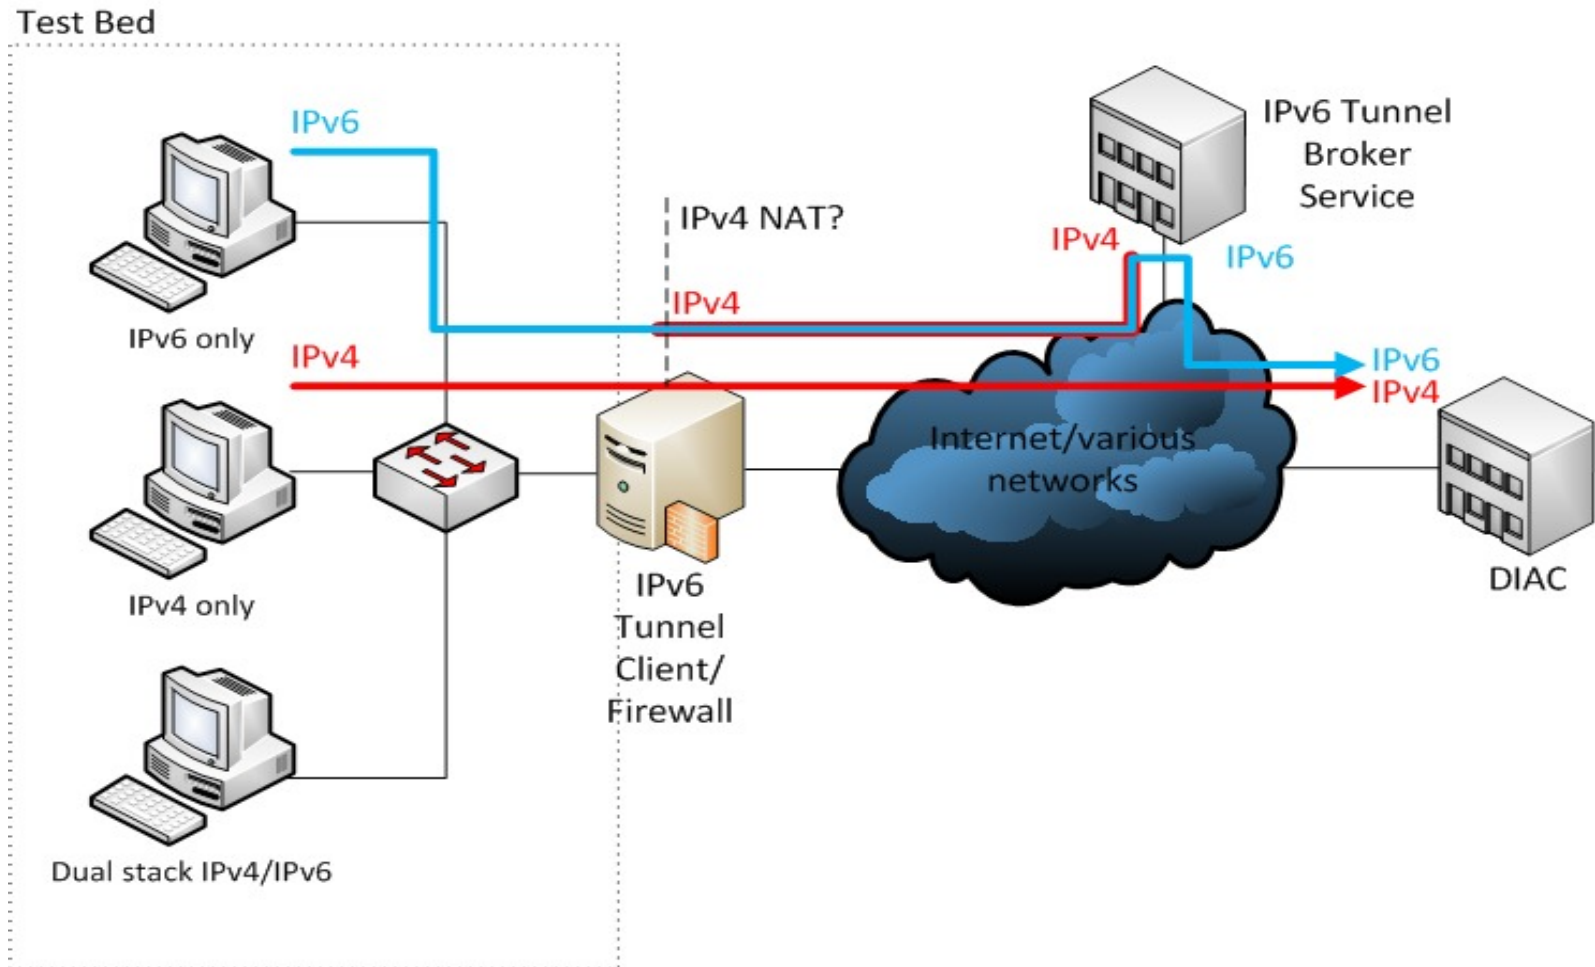 Test Bed
IPv6
IPv6 Tunnel
Broker
Service
IPv4 NAT?
IPv4
IPv6
IPv4
IPv6 only
IPv4
IPv6
IPv4
Internet/various
networks
IPv4 only
IPv6
Tunnel
Client/
Firewall
DIAC
Dual stack IPv4/IPv6